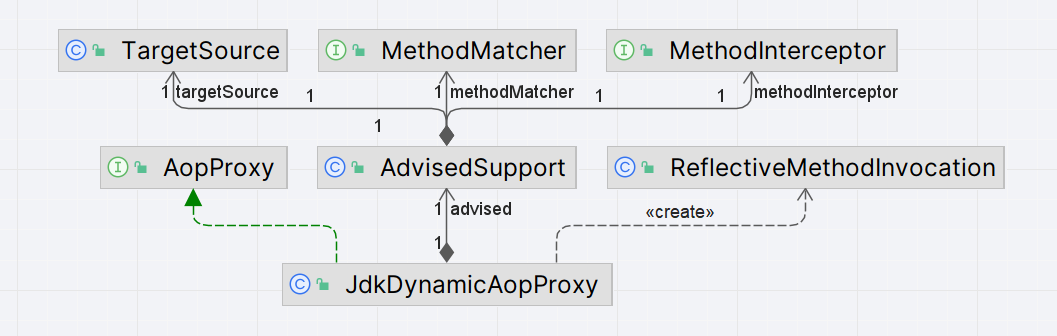 C TargetSource
I MethodMatcher
I MethodInterceptor
1 targetSource
1
1 methodMatcher
1
1 methodInterceptor
1
I AopProxy
C AdvisedSupport
C ReflectiveMethodInvocation
1 advised
«create»
1
C JdkDynamicAopProxy